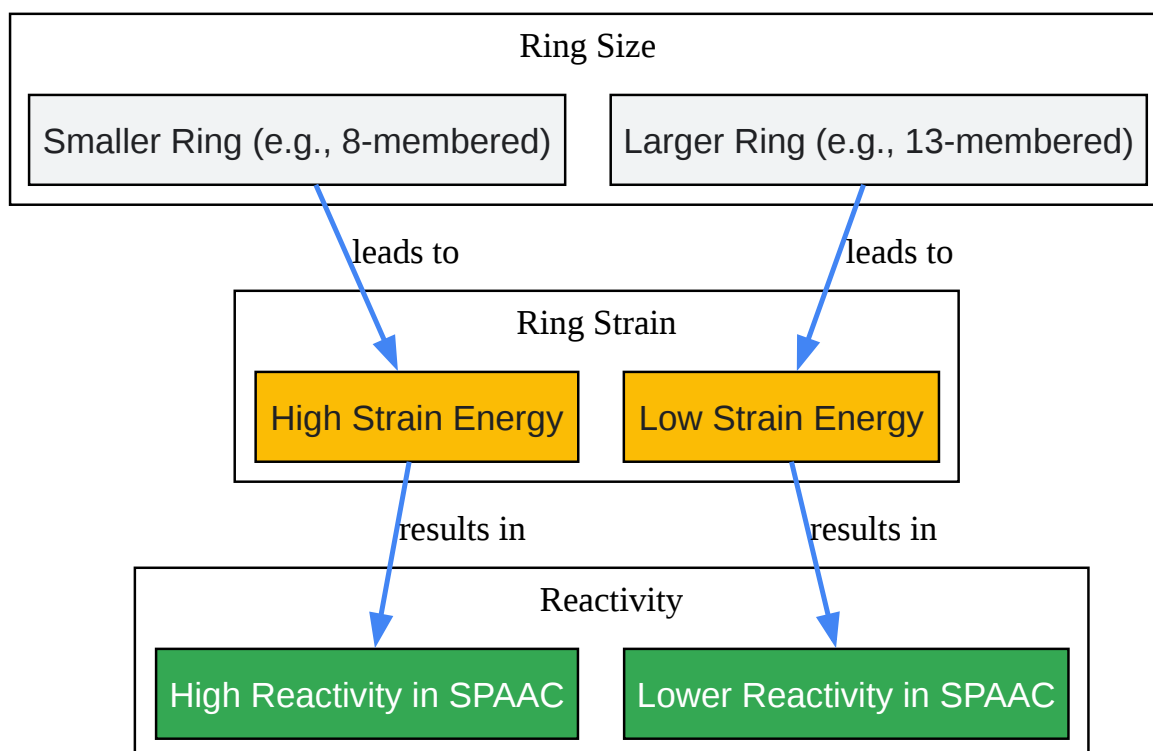 Ring Size
Smaller Ring (e.g., 8-membered)
Larger Ring (e.g., 13-membered)
leads to
leads to
Ring Strain
High Strain Energy
Low Strain Energy
results in
results in
Reactivity
High Reactivity in SPAAC
Lower Reactivity in SPAAC